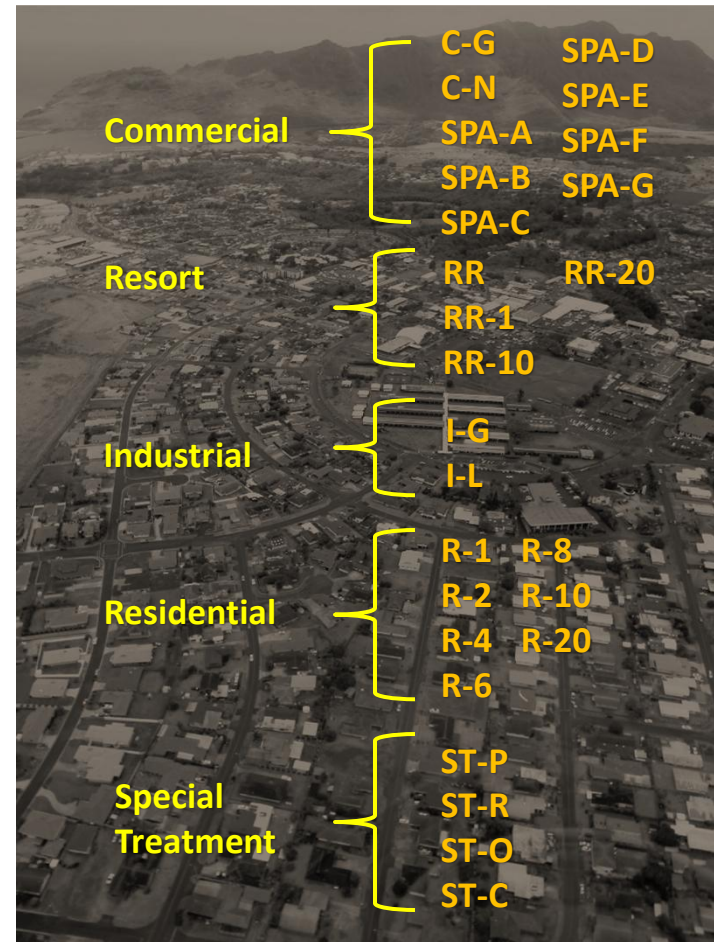 Commercial
C-G
C-N
SPA-A
SPA-B
SPA-C
SPA-D
SPA-E
SPA-F
SPA-G
Resort
RR
RR-1
RR-10
RR-20
Industrial
I-G
I-L
Residential
R-1
R-2
R-4
R-6
R-8
R-10
R-20
Special
Treatment
ST-P
ST-R
ST-O
ST-C